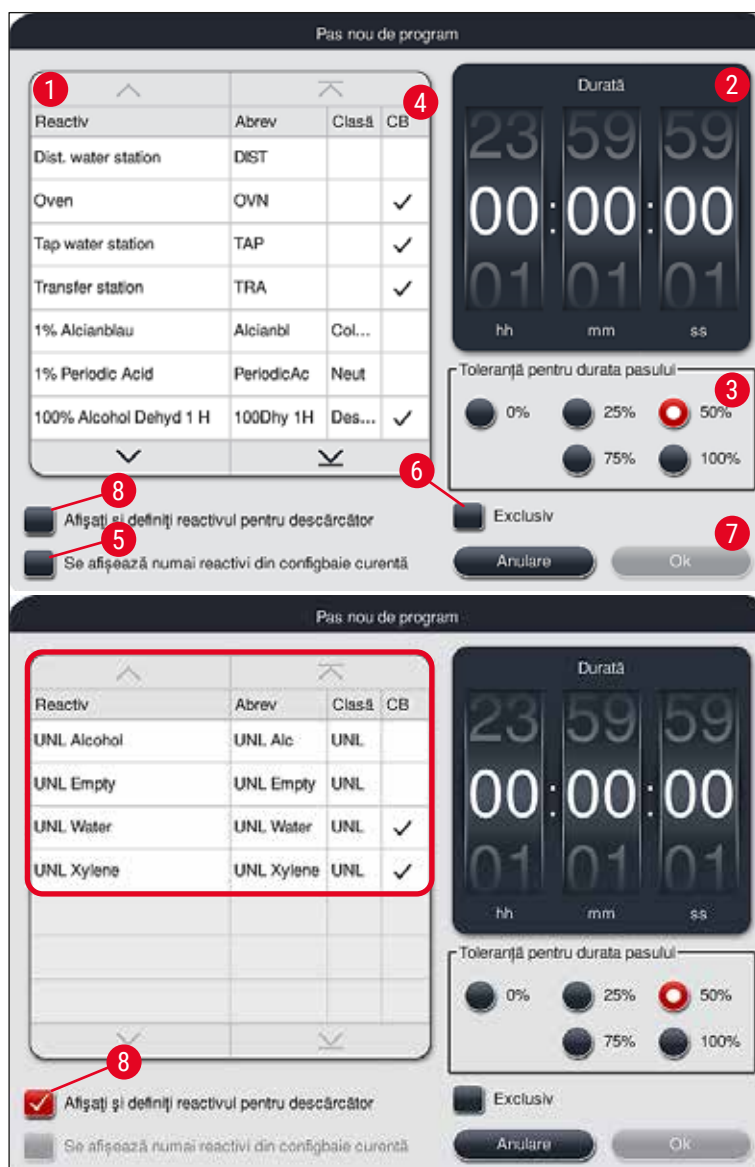 Pas nou de program
1
Reactiv Abrev Clasă CB 4
Dist. water station DIST
Oven OVN ✓
Tap water station TAP ✓
Transfer station TRA ✓
1% Alcianblau Alcianbl Col...
1% Periodic Acid PeriodicAc Neut
100% Alcohol Dehyd 1 H 100Dhy 1H Des... ✓
8
Afișați și definiți reactivul pentru descărcător
5
Se afișează numai reactivi din configbaie curentă
Durată 2
23 59 59
00:00:00
01 01 01
hh mm ss
Toleranță pentru durata pasului
3
0% 25% 50%
75% 100%
6
Exclusiv
7
Anulare Ok
Pas nou de program
Reactiv Abrev Clasă CB
UNL Alcohol UNL Alc UNL
UNL Empty UNL Empty UNL
UNL Water UNL Water UNL ✓
UNL Xylene UNL Xylene UNL ✓
8
Afișați și definiți reactivul pentru descărcător
Se afișează numai reactivi din configbaie curentă
Durată
23 59 59
00:00:00
01 01 01
hh mm ss
Toleranță pentru durata pasului
0% 25% 50%
75% 100%
Exclusiv
Anulare Ok